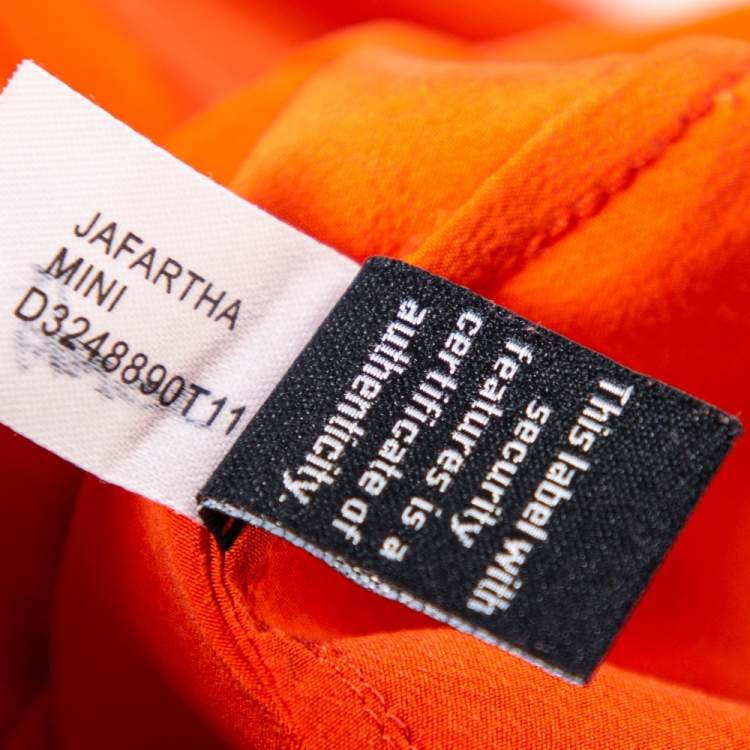 JAFARTHA
MINI
D3248890T11
This label with
security
features is a
certificate of
authenticity.